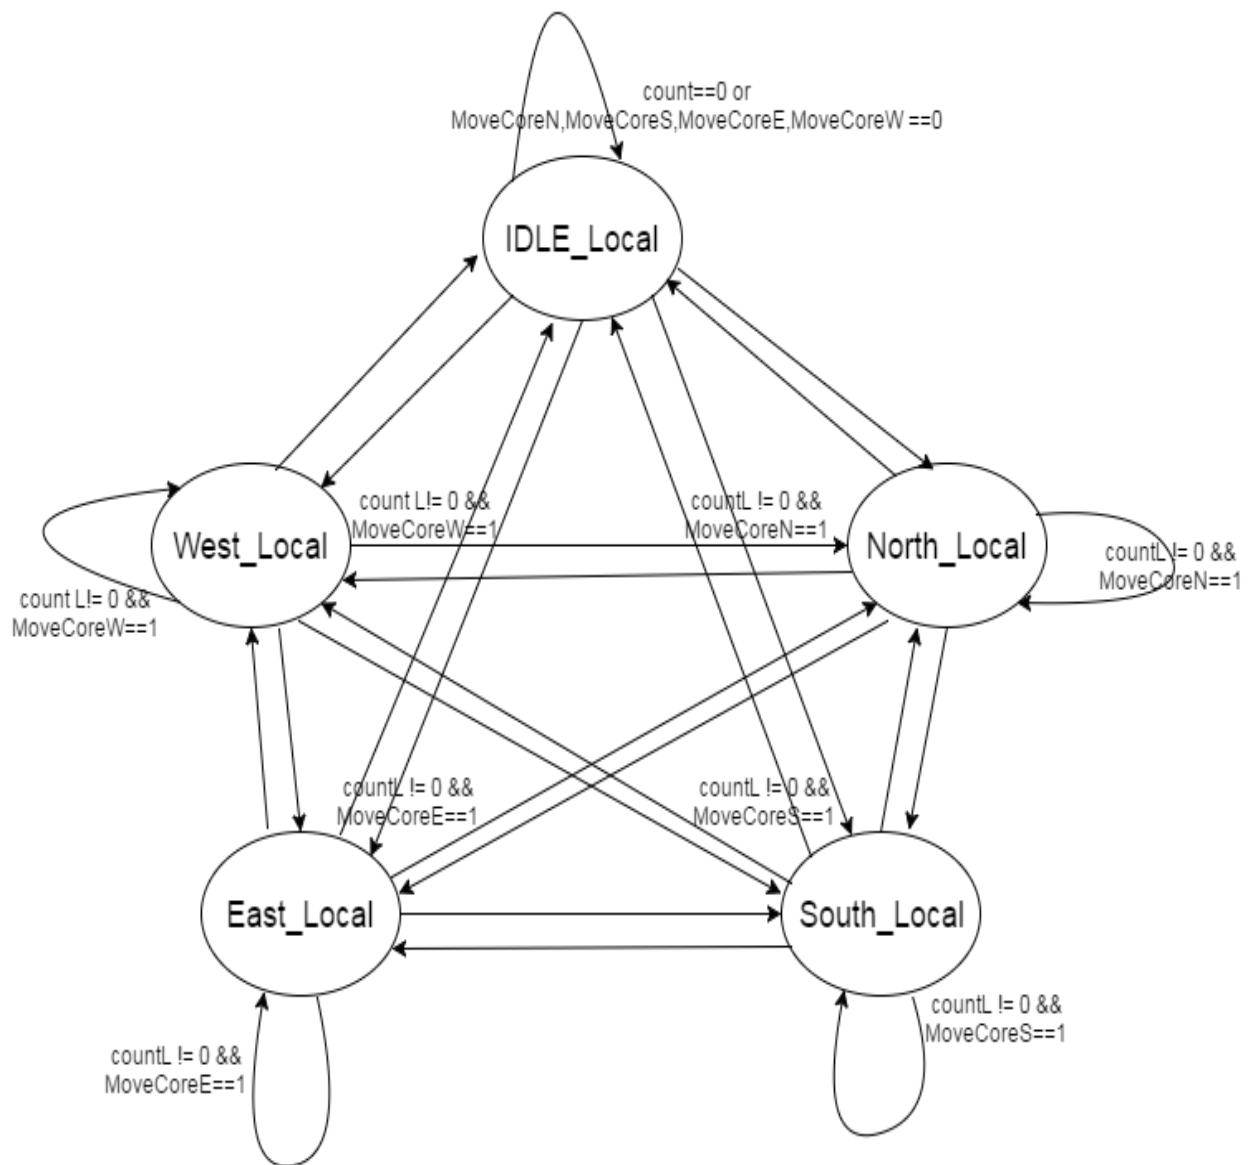 count==0 or
MoveCoreN,MoveCoreS,MoveCoreE,MoveCoreW ==0
IDLE_Local
count L!= 0 &&
MoveCoreW==1
countL != 0 &&
MoveCoreN==1
West_Local
North_Local
countL != 0 &&
MoveCoreN==1
count L!= 0 &&
MoveCoreW==1
countL != 0 &&
MoveCoreE==1
countL != 0 &&
MoveCoreS==1
East_Local
South_Local
countL != 0 &&
MoveCoreE==1
countL != 0 &&
MoveCoreS==1